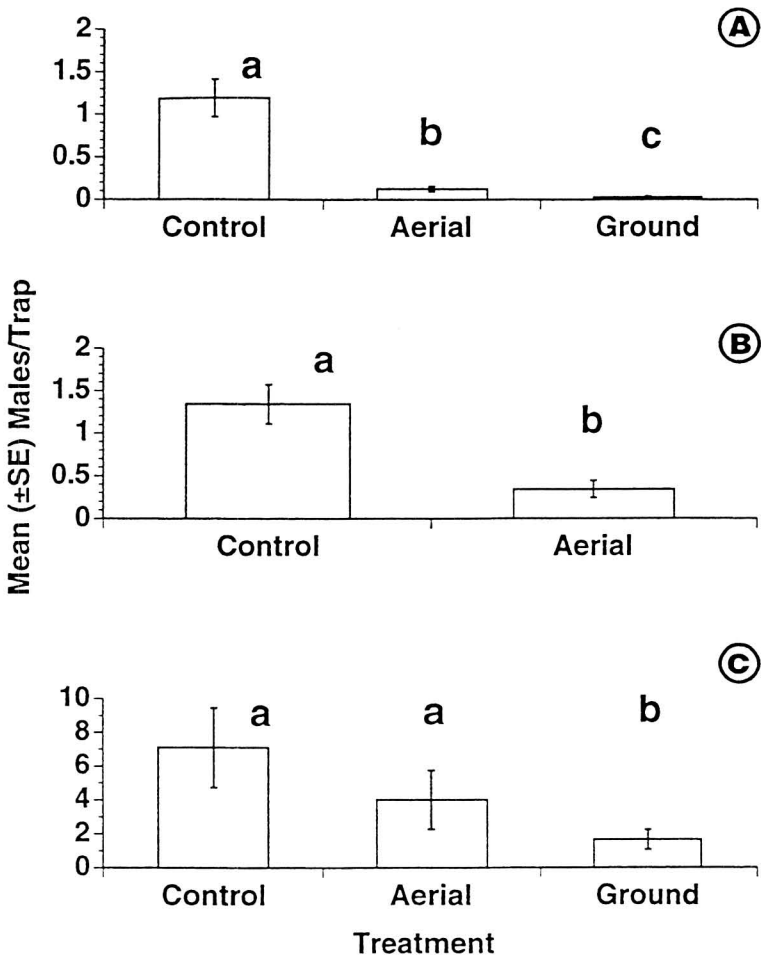 A
2
1.5
1
0.5
0
a
b
c
Control Aerial Ground
Mean (±SE) Males/Trap
B
2
1.5
1
0.5
0
a
b
Control Aerial
C
10
8
6
4
2
0
a
a
b
Control Aerial Ground
Treatment